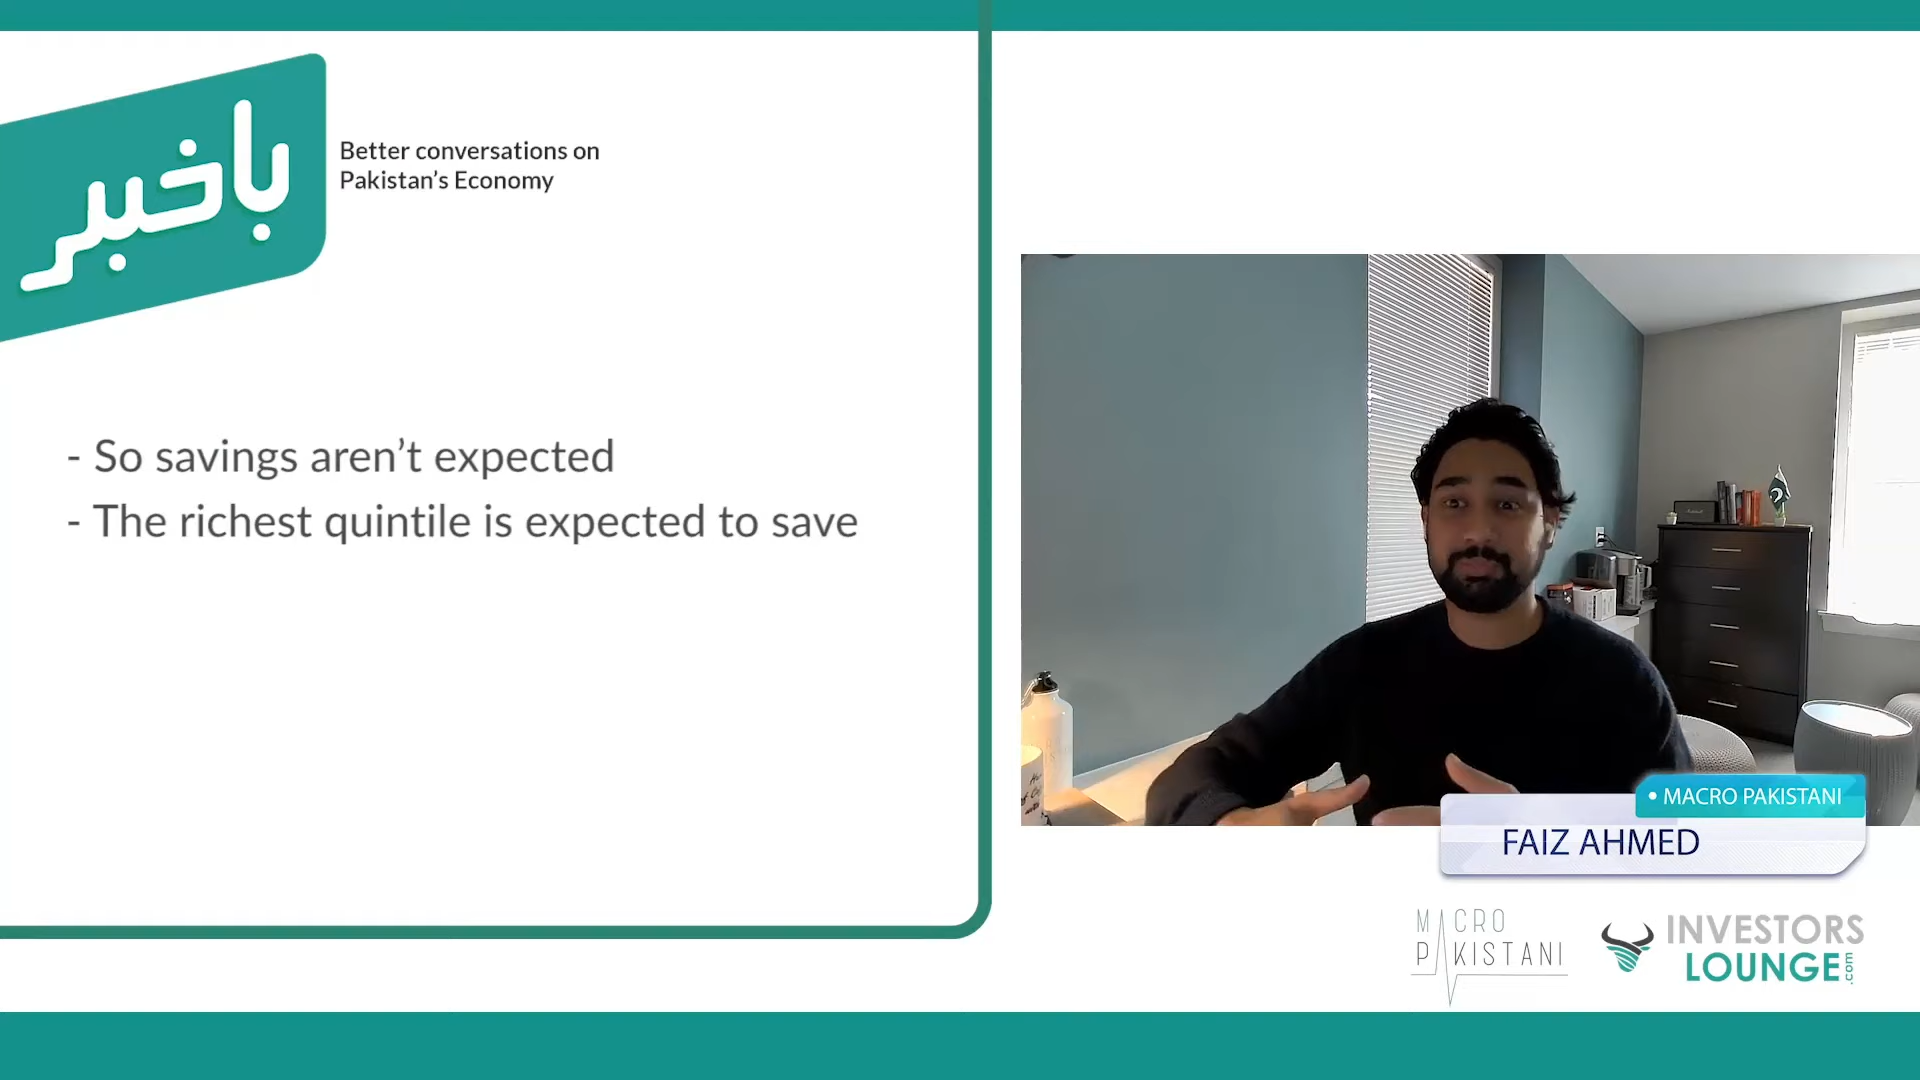 باخبر
Better conversations on
Pakistan’s Economy
- So savings aren’t expected
- The richest quintile is expected to save
• MACRO PAKISTANI
FAIZ AHMED
MACRO
PAKISTANI
INVESTORS
LOUNGE.com